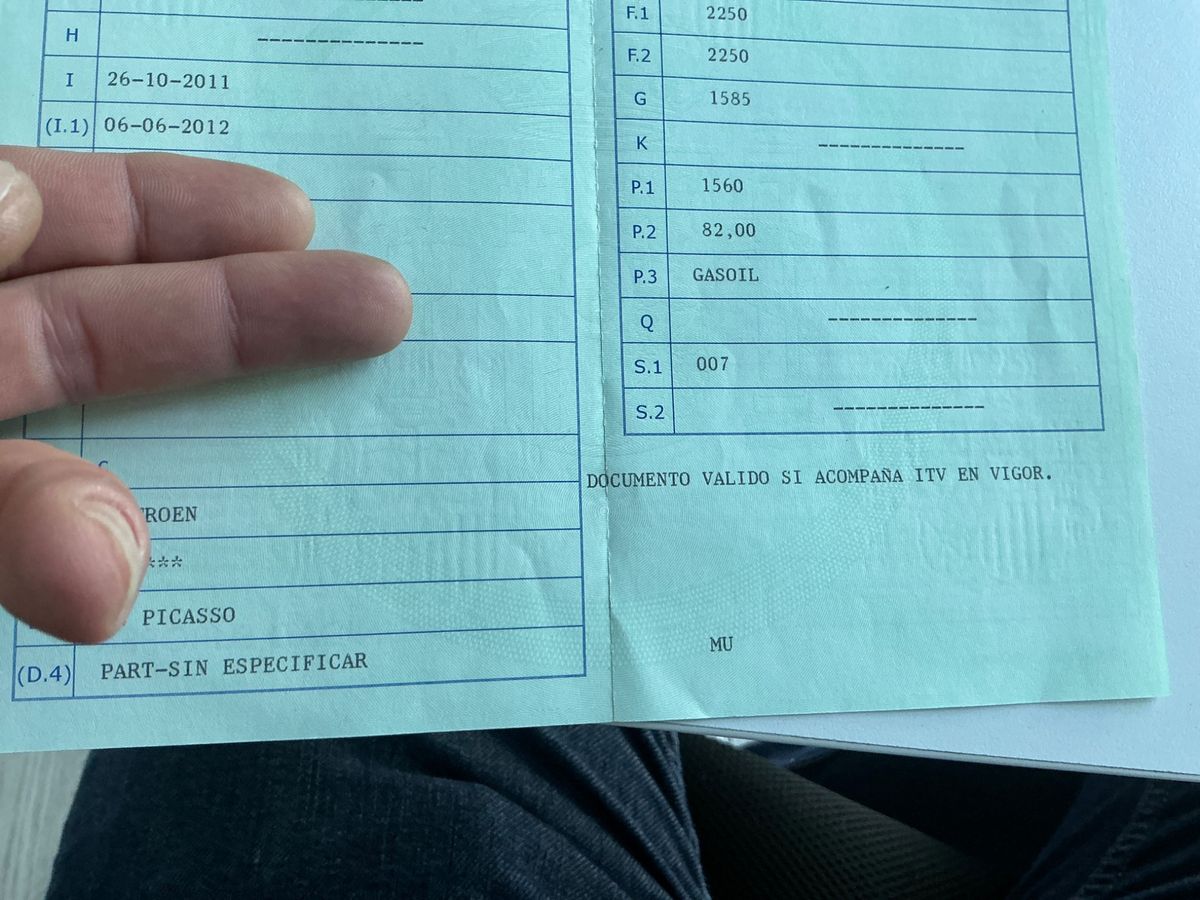 H --------------
I 26-10-2011
(I.1) 06-06-2012
ROEN
***
PICASSO
(D.4) PART-SIN ESPECIFICAR
F.1 2250
F.2 2250
G 1585
K --------------
P.1 1560
P.2 82,00
P.3 GASOIL
Q --------------
S.1 007
S.2 --------------
DOCUMENTO VALIDO SI ACOMPAÑA ITV EN VIGOR.
MU